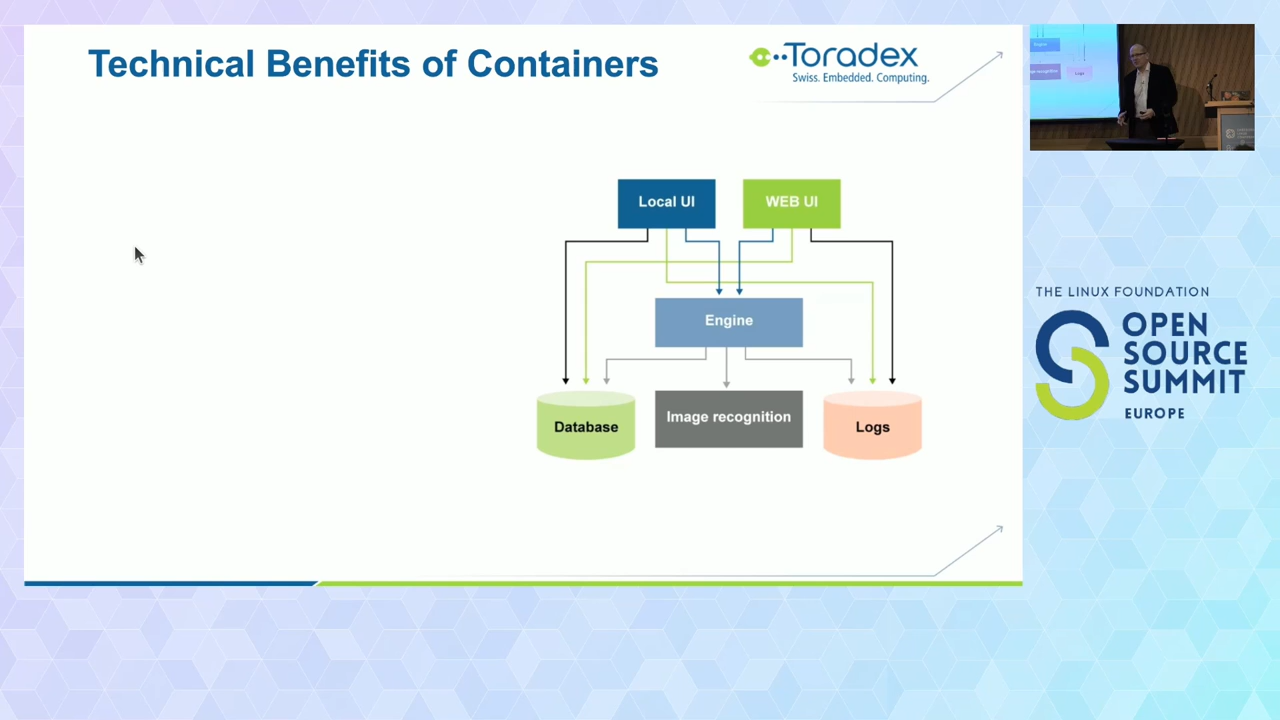 Technical Benefits of Containers
Toradex
Swiss. Embedded. Computing.
Local UI
WEB UI
Engine
Database
Image recognition
Logs
THE LINUX FOUNDATION
OPEN
SOURCE
SUMMIT
EUROPE